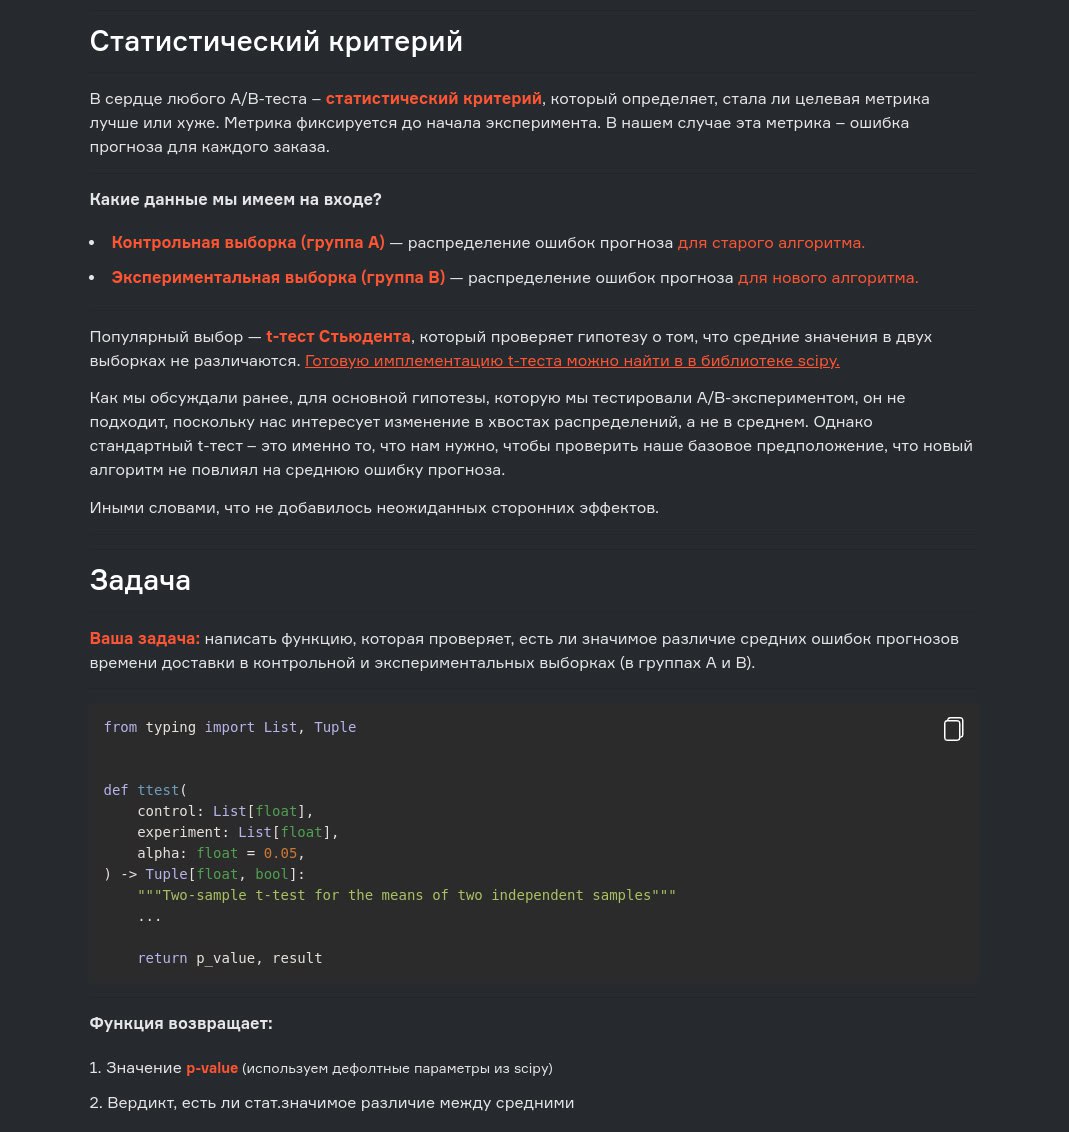 Статистический критерий
В сердце любого A/B-теста – статистический критерий, который определяет, стала ли целевая метрика
лучше или хуже. Метрика фиксируется до начала эксперимента. В нашем случае эта метрика – ошибка
прогноза для каждого заказа.
Какие данные мы имеем на входе?
• Контрольная выборка (группа A) — распределение ошибок прогноза для старого алгоритма.
• Экспериментальная выборка (группа B) — распределение ошибок прогноза для нового алгоритма.
Популярный выбор — t-тест Стьюдента, который проверяет гипотезу о том, что средние значения в двух
выборках не различаются. Готовую имплементацию t-теста можно найти в в библиотеке scipy.
Как мы обсуждали ранее, для основной гипотезы, которую мы тестировали A/B-экспериментом, он не
подходит, поскольку нас интересует изменение в хвостах распределений, а не в среднем. Однако
стандартный t-тест – это именно то, что нам нужно, чтобы проверить наше базовое предположение, что новый
алгоритм не повлиял на среднюю ошибку прогноза.
Иными словами, что не добавилось неожиданных сторонних эффектов.
Задача
Ваша задача: написать функцию, которая проверяет, есть ли значимое различие средних ошибок прогнозов
времени доставки в контрольной и экспериментальных выборках (в группах A и B).
from typing import List, Tuple
def ttest(
    control: List[float],
    experiment: List[float],
    alpha: float = 0.05,
) -> Tuple[float, bool]:
    """Two-sample t-test for the means of two independent samples"""
    ...
    return p_value, result
Функция возвращает:
1. Значение p-value (используем дефолтные параметры из scipy)
2. Вердикт, есть ли стат.значимое различие между средними